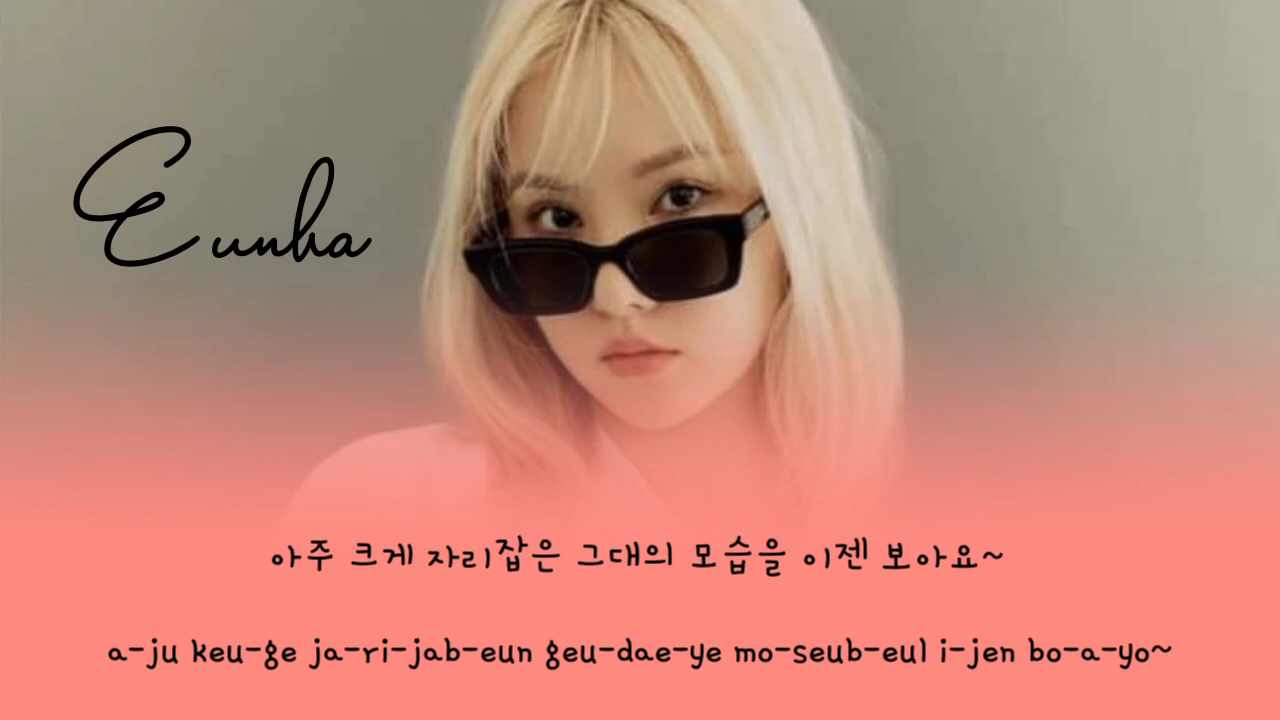 Eunha
아주 크게 자리잡은 그대의 모습을 이젠 보아요~
a-ju keu-ge ja-ri-jab-eun geu-dae-ye mo-seub-eul i-jen bo-a-yo~